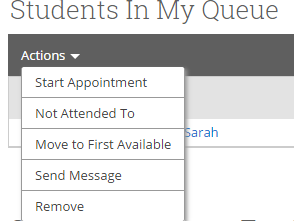 Students In My Queue
Actions
Start Appointment
Not Attended To
Sarah
Move to First Available
Send Message
Remove